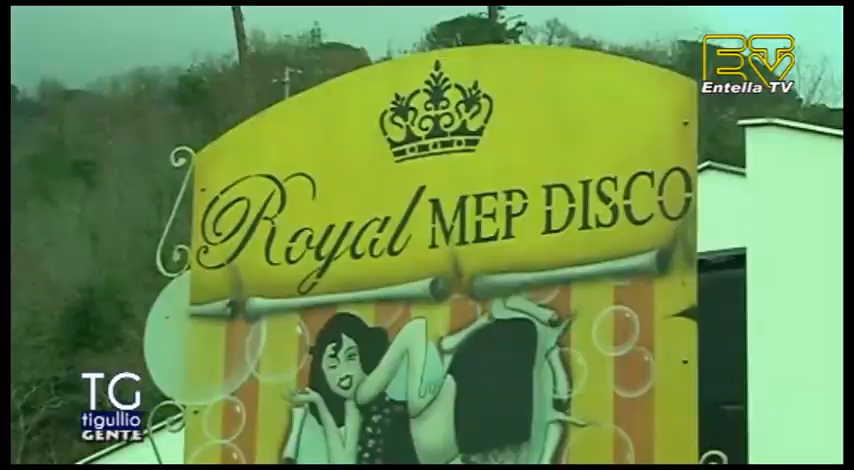 ETV
Entella TV
Royal MEP DISCO
TG
tigullio
GENTE